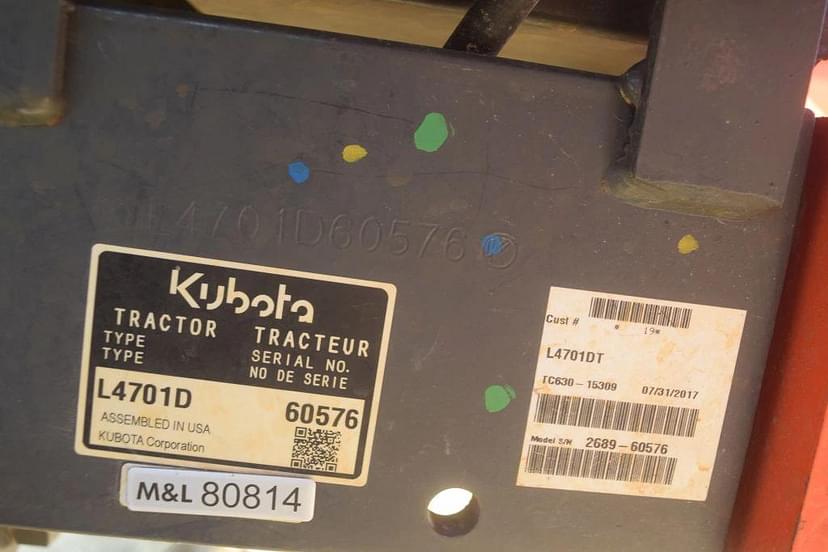 L4701D60576
Kubota
TRACTOR TRACTEUR
TYPE SERIAL NO.
TYPE NO DE SERIE
L4701D 60576
ASSEMBLED IN USA
KUBOTA Corporation
M&L 80814
Cust #
* 19*
L4701DT
TC630-15309 07/31/2017
Model S/N 2689-60576